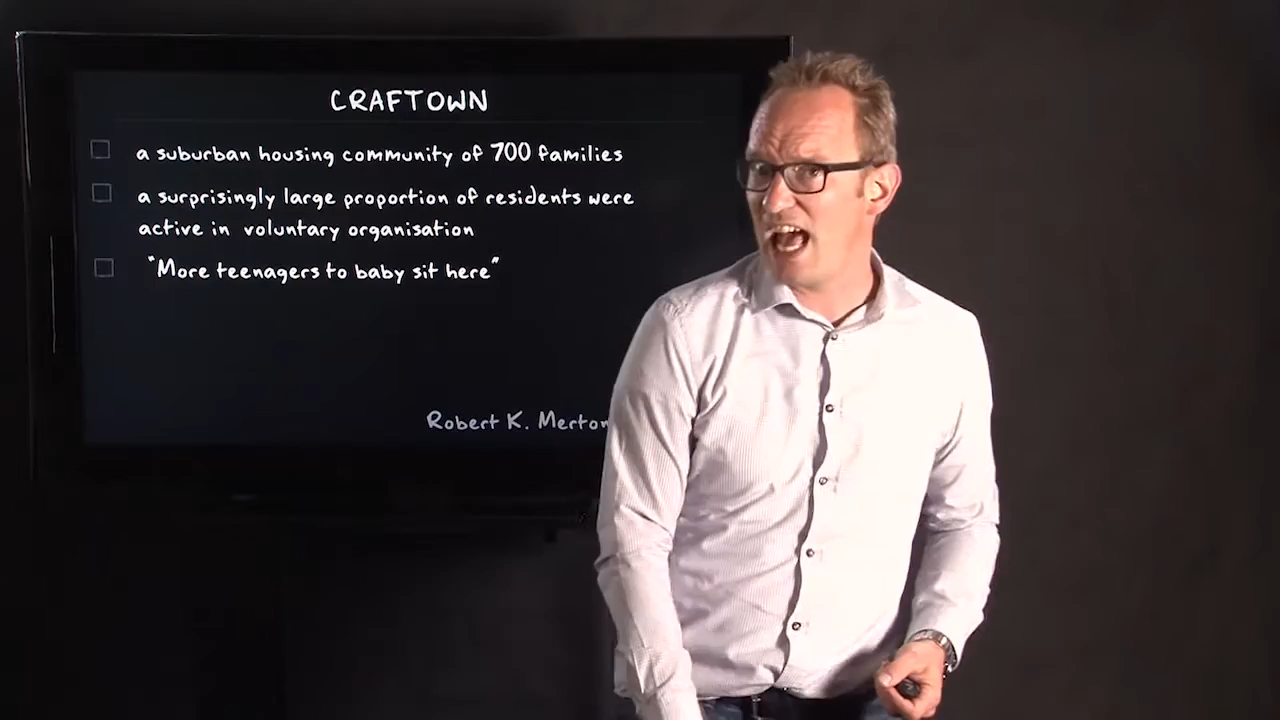 CRAFTOWN
a suburban housing community of 700 families
a surprisingly large proportion of residents were
active in voluntary organisation
"More teenagers to baby sit here"
Robert K. Merton